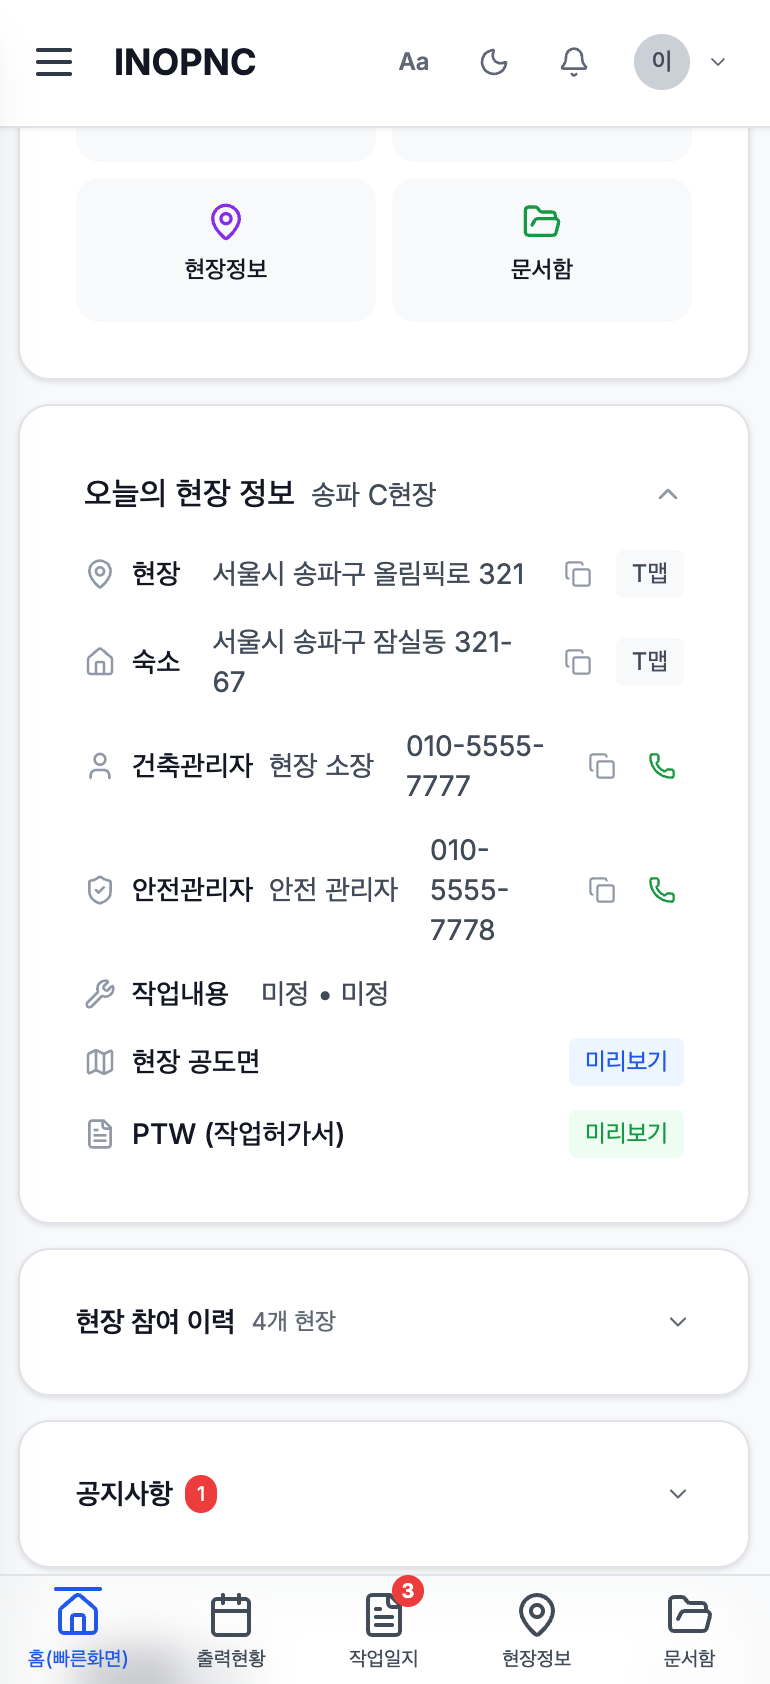 INOPNC Aa 이
현장정보 문서함
오늘의 현장 정보 송파 C현장
현장 서울시 송파구 올림픽로 321 T맵
숙소 서울시 송파구 잠실동 321-
67 T맵
건축관리자 현장 소장 010-5555-
7777
안전관리자 안전 관리자 010-
5555-
7778
작업내용 미정 • 미정
현장 공도면 미리보기
PTW (작업허가서) 미리보기
현장 참여 이력 4개 현장
공지사항 1
3
홈(빠른화면) 출력현황 작업일지 현장정보 문서함